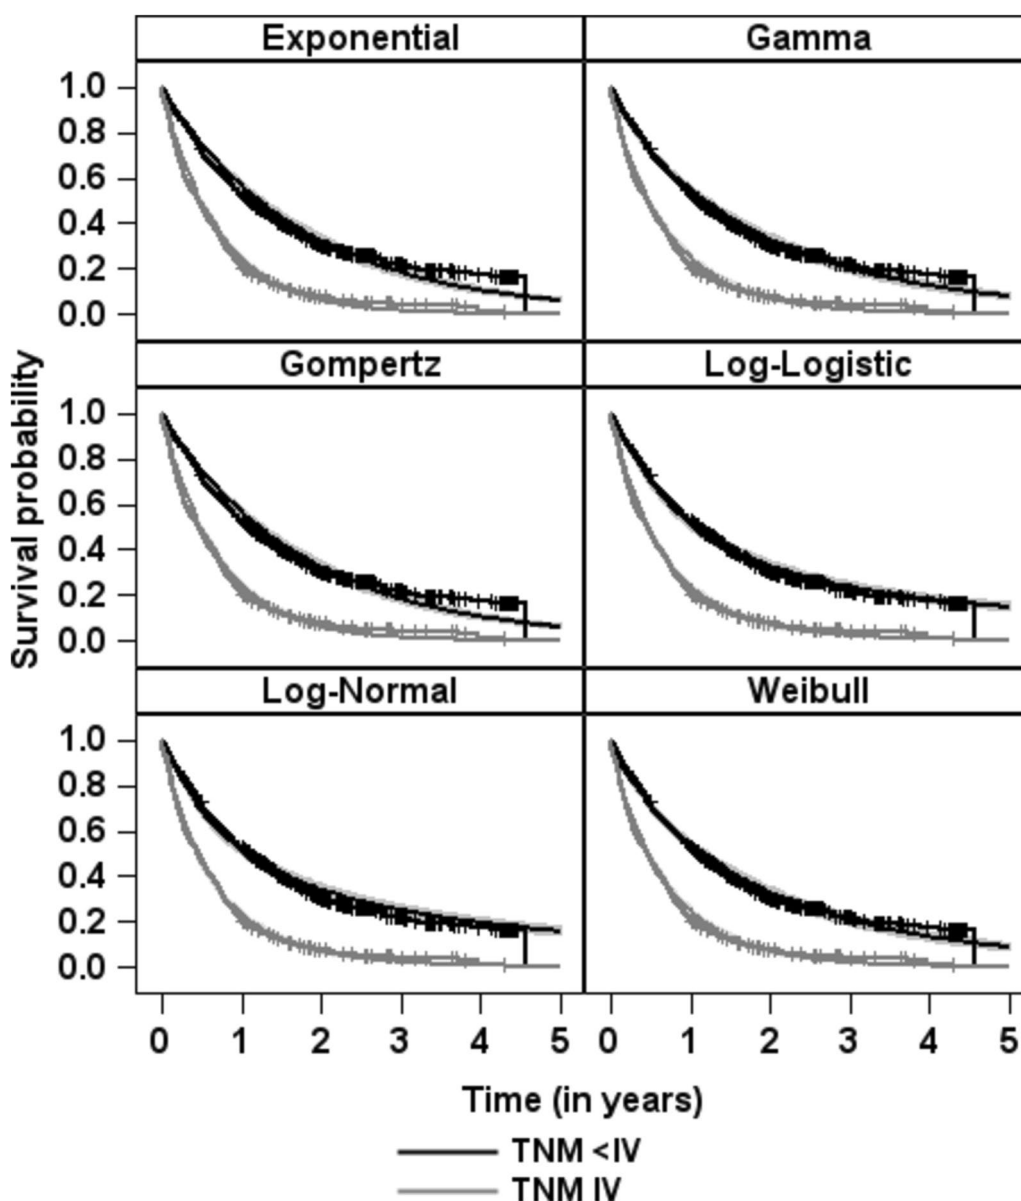 Exponential Gamma
1.0
0.8
0.6
0.4
0.2
0.0
Gompertz Log-Logistic
1.0
0.8
0.6
0.4
0.2
0.0
Survival probability
Log-Normal Weibull
1.0
0.8
0.6
0.4
0.2
0.0
0 1 2 3 4 5 0 1 2 3 4 5
Time (in years)
TNM <IV
TNM IV